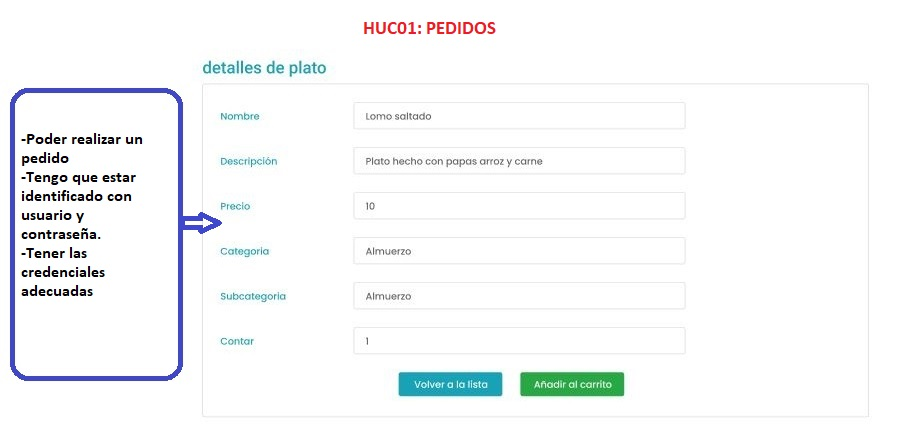 HUC01: PEDIDOS
detalles de plato
-Poder realizar un
pedido
-Tengo que estar
identificado con
usuario y
contraseña.
-Tener las
credenciales
adecuadas
Nombre Lomo saltado
Descripción Plato hecho con papas arroz y carne
Precio 10
Categoria Almuerzo
Subcategoria Almuerzo
Contar 1
Volver a la lista Añadir al carrito